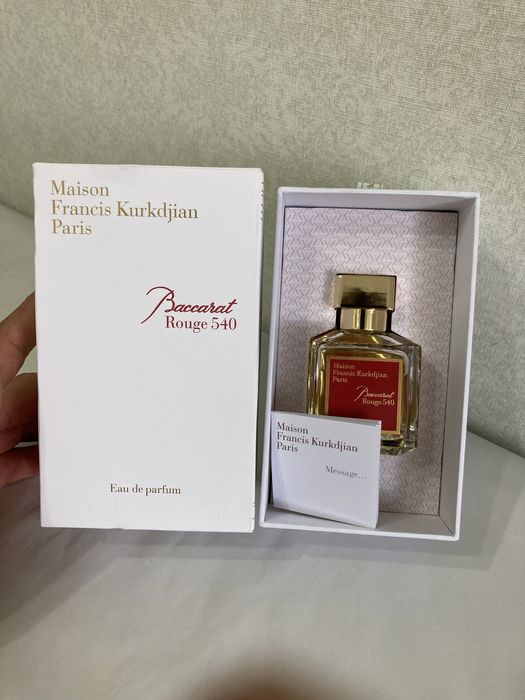 Maison
Francis Kurkdjian
Paris
Baccarat
Rouge 540
Eau de parfum
Maison
Francis Kurkdjian
Paris
Baccarat
Rouge 540
Maison
Francis Kurkdjian
Paris
Message...